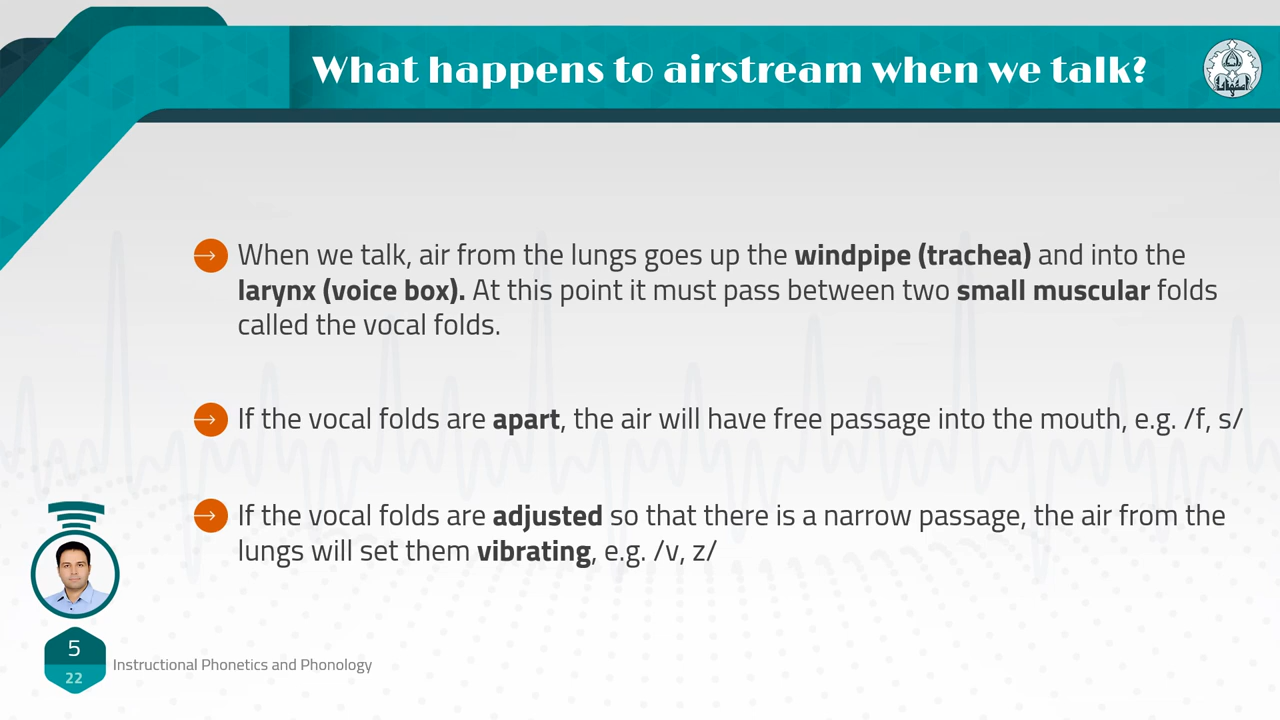 What happens to airstream when we talk?
When we talk, air from the lungs goes up the windpipe (trachea) and into the
larynx (voice box). At this point it must pass between two small muscular folds
called the vocal folds.
If the vocal folds are apart, the air will have free passage into the mouth, e.g. /f, s/
If the vocal folds are adjusted so that there is a narrow passage, the air from the
lungs will set them vibrating, e.g. /v, z/
5
22
Instructional Phonetics and Phonology